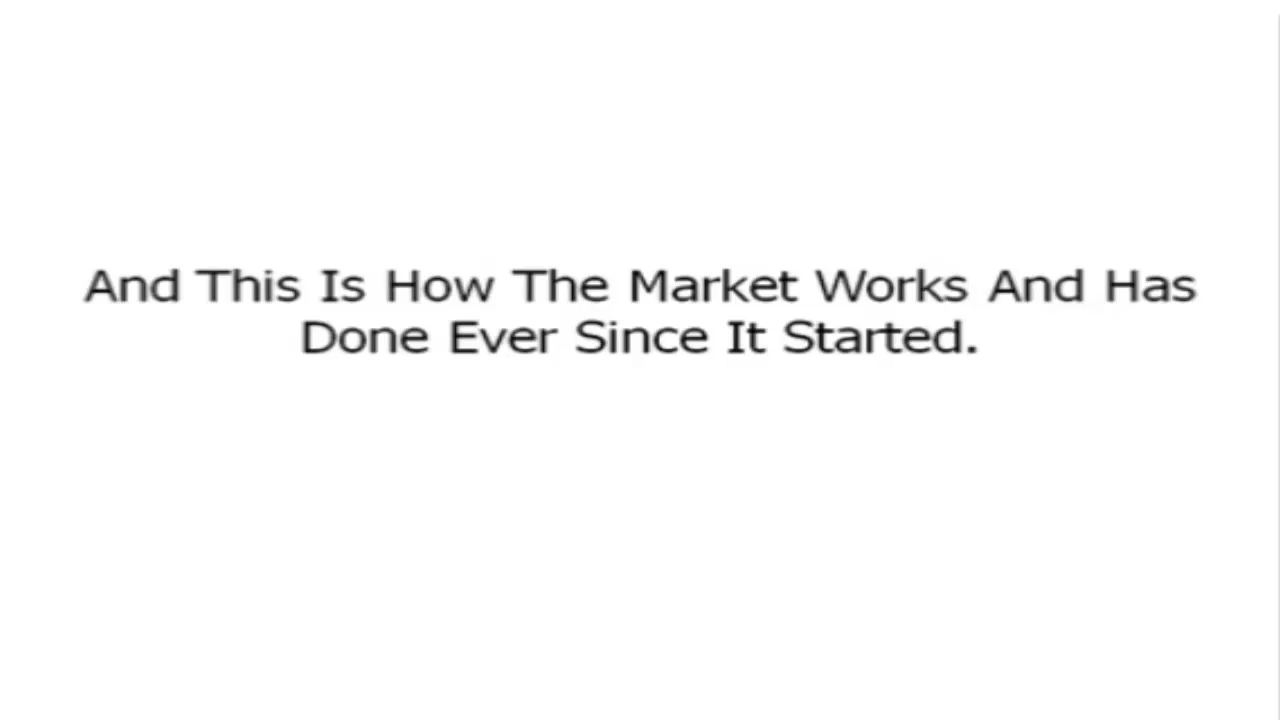 And This Is How The Market Works And Has
Done Ever Since It Started.